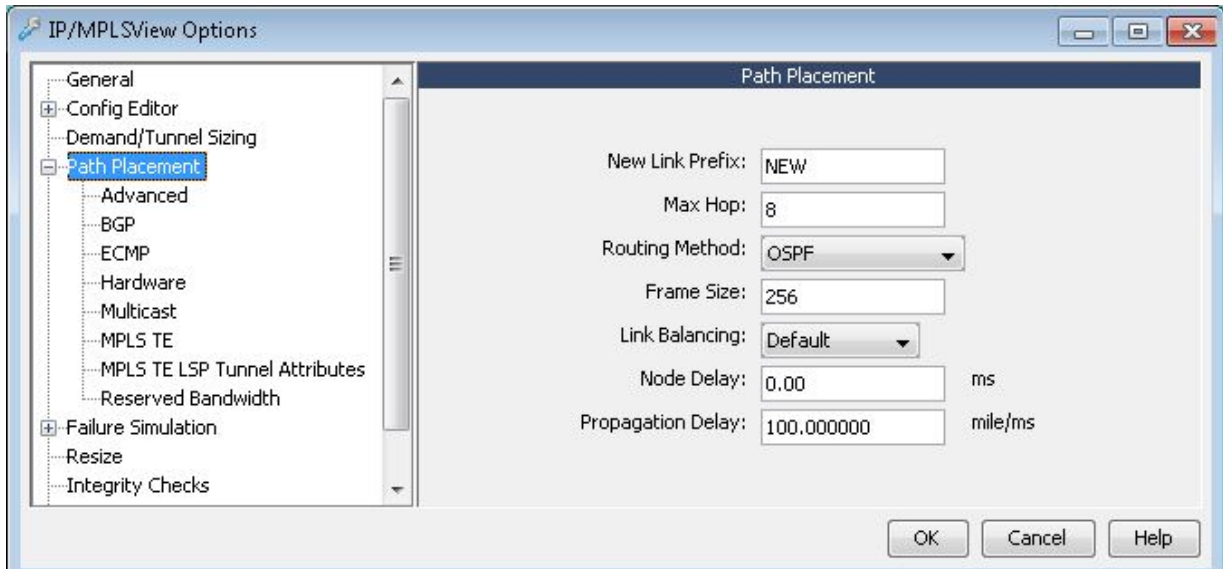 IP/MPLSView Options
General
Config Editor
Demand/Tunnel Sizing
Path Placement
Advanced
BGP
ECMP
Hardware
Multicast
MPLS TE
MPLS TE LSP Tunnel Attributes
Reserved Bandwidth
Failure Simulation
Resize
Integrity Checks
Path Placement
New Link Prefix: NEW
Max Hop: 8
Routing Method: OSPF
Frame Size: 256
Link Balancing: Default
Node Delay: 0.00 ms
Propagation Delay: 100.000000 mile/ms
OK Cancel Help